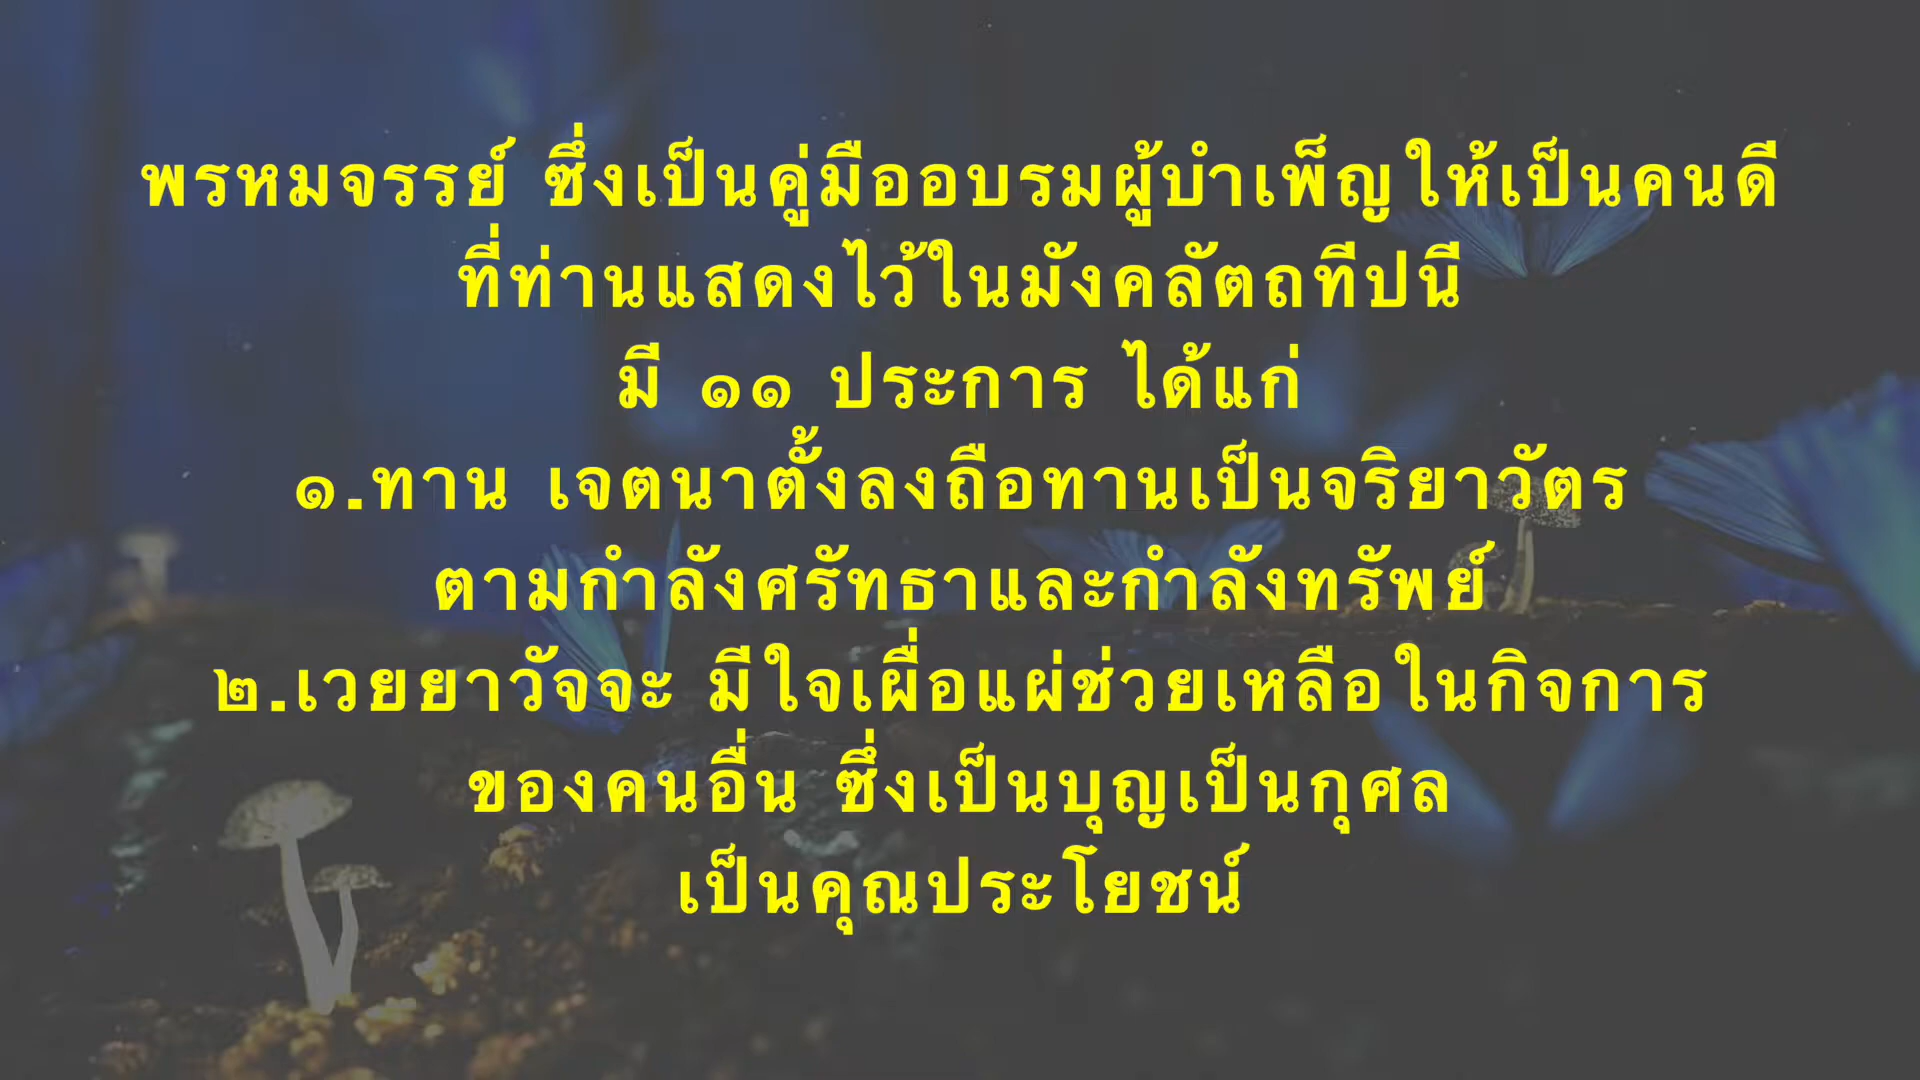 พรหมจรรย์ ซึ่งเป็นคู่มืออบรมผู้บำเพ็ญให้เป็นคนดี
ที่ท่านแสดงไว้ในมังคลัตถทีปนี
มี ๑๑ ประการ ได้แก่
๑.ทาน เจตนาตั้งลงถือทานเป็นจริยาวัตร
ตามกำลังศรัทธาและกำลังทรัพย์
๒.เวยยาวัจจะ มีใจเผื่อแผ่ช่วยเหลือในกิจการ
ของคนอื่น ซึ่งเป็นบุญเป็นกุศล
เป็นคุณประโยชน์